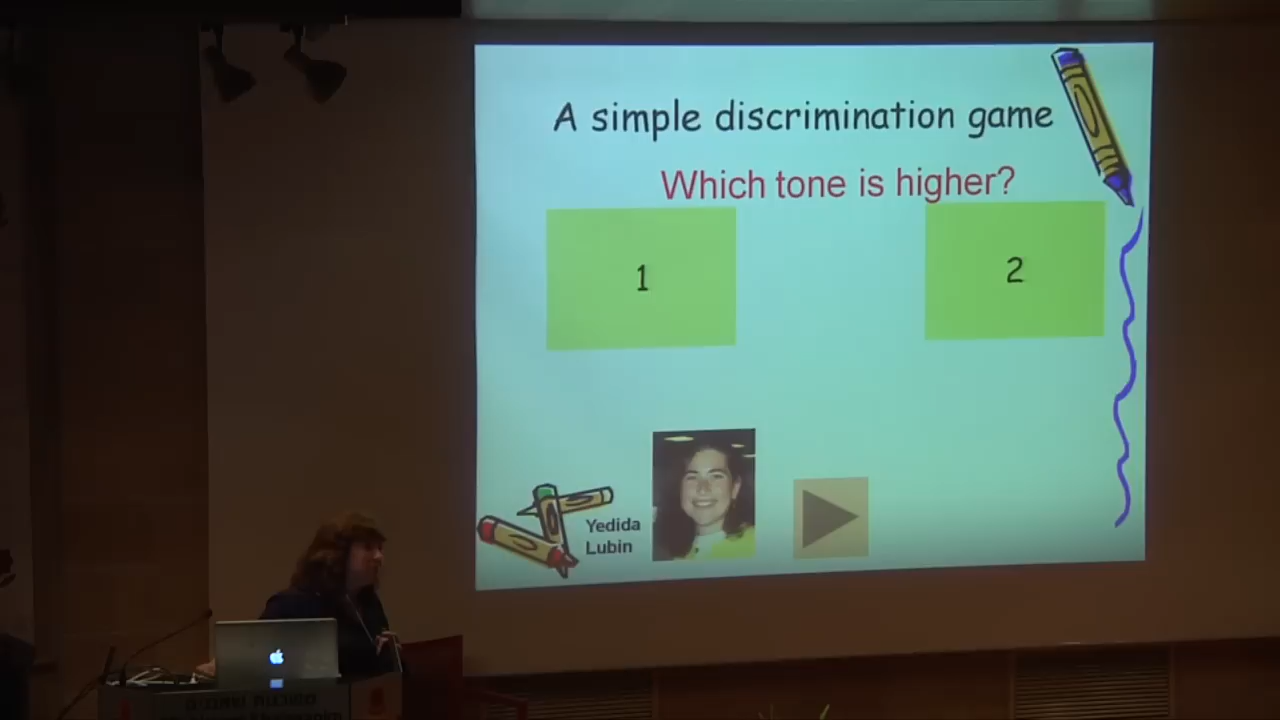 A simple discrimination game
Which tone is higher?
1
2
Yedida
Lubin